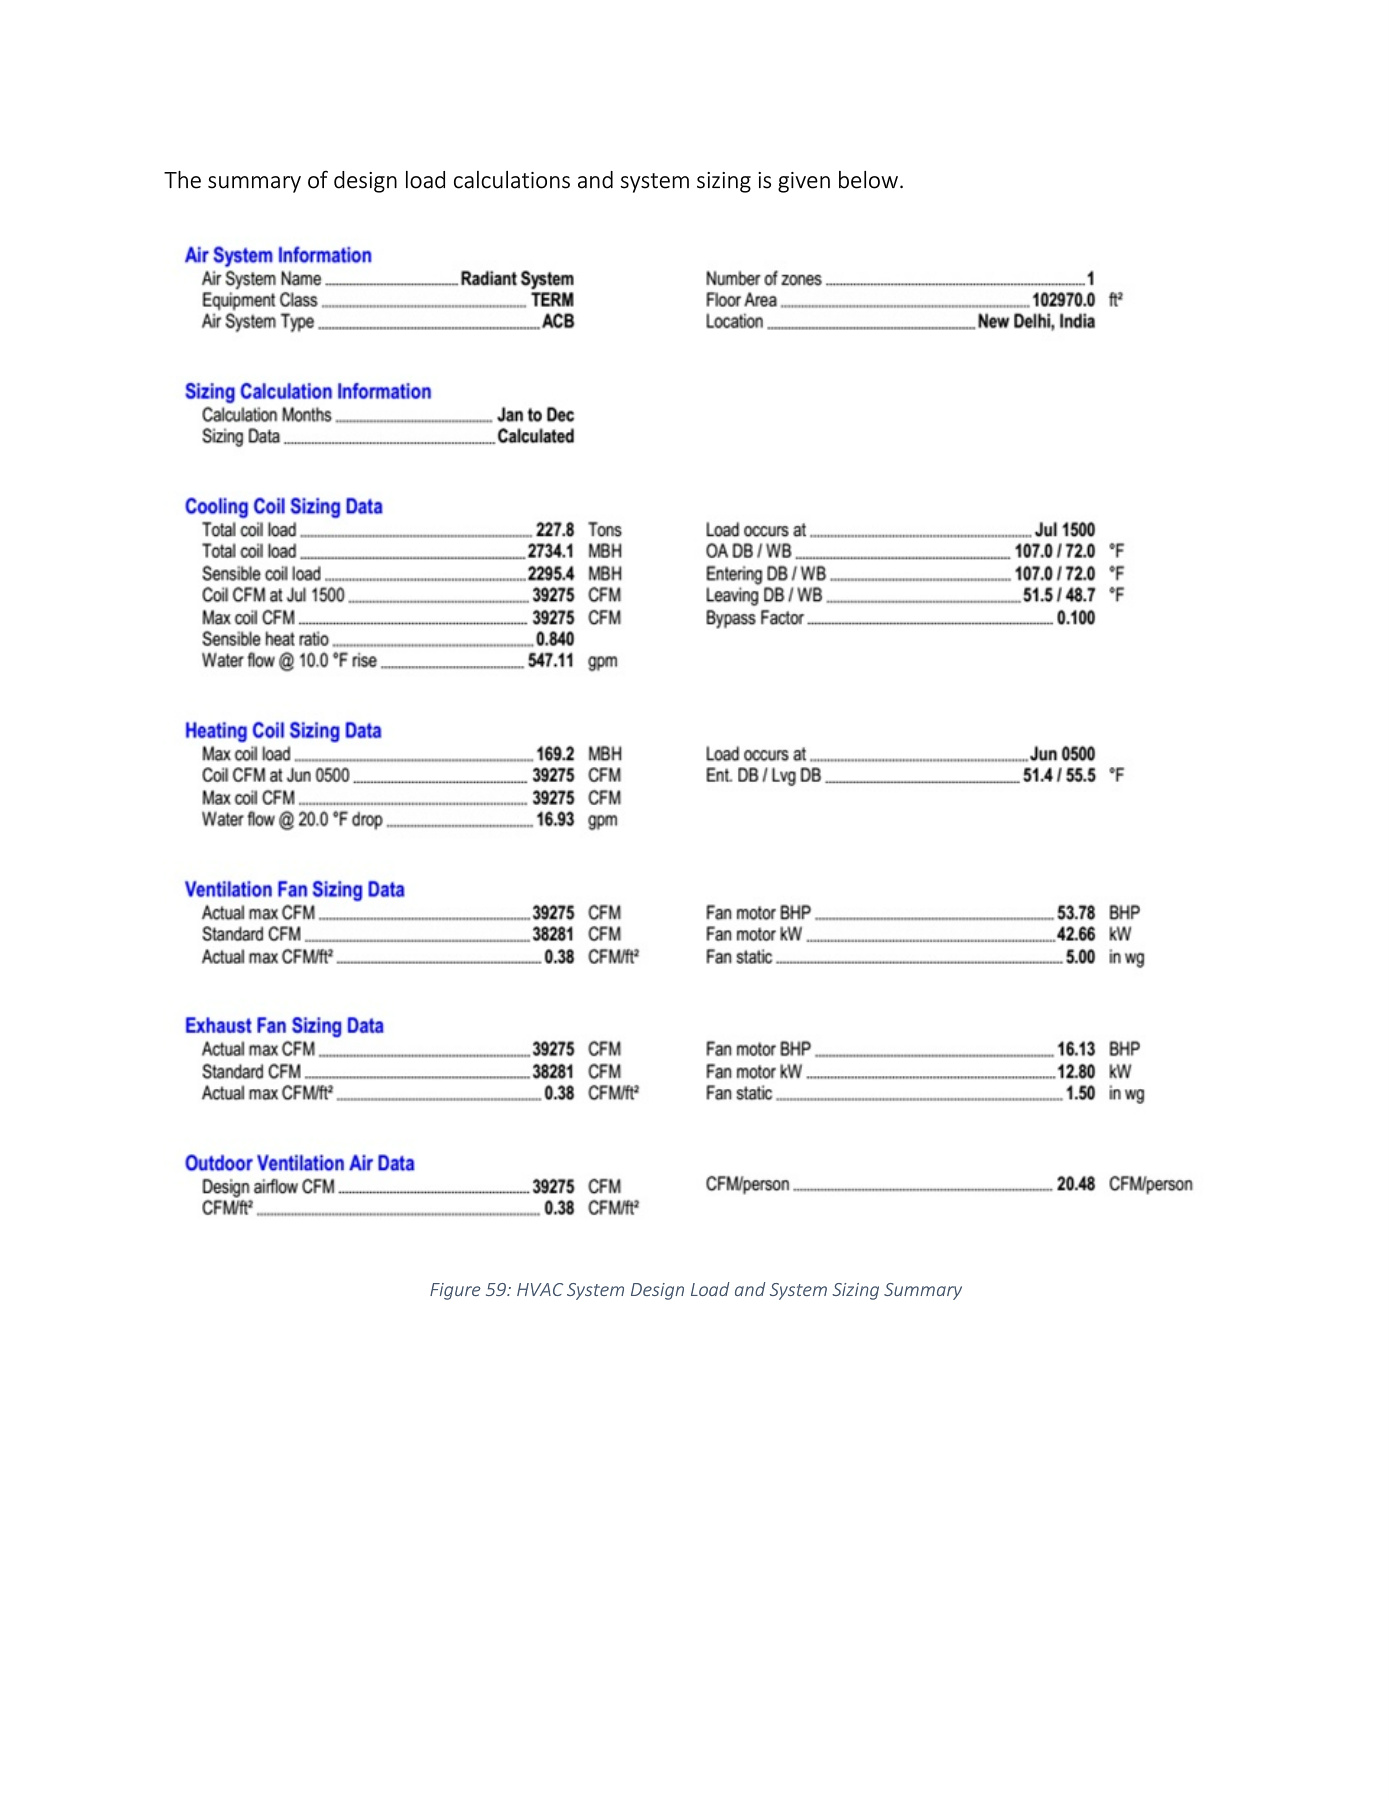 The summary of design load calculations and system sizing is given below.
Air System Information
Air System Name Radiant System Number of zones 1
Equipment Class TERM Floor Area 102970.0 ft²
Air System Type ACB Location New Delhi, India
Sizing Calculation Information
Calculation Months Jan to Dec
Sizing Data Calculated
Cooling Coil Sizing Data
Total coil load 227.8 Tons Load occurs at Jul 1500
Total coil load 2734.1 MBH OA DB / WB 107.0 / 72.0 °F
Sensible coil load 2295.4 MBH Entering DB / WB 107.0 / 72.0 °F
Coil CFM at Jul 1500 39275 CFM Leaving DB / WB 51.5 / 48.7 °F
Max coil CFM 39275 CFM Bypass Factor 0.100
Sensible heat ratio 0.840
Water flow @ 10.0 °F rise 547.11 gpm
Heating Coil Sizing Data
Max coil load 169.2 MBH Load occurs at Jun 0500
Coil CFM at Jun 0500 39275 CFM Ent. DB / Lvg DB 51.4 / 55.5 °F
Max coil CFM 39275 CFM
Water flow @ 20.0 °F drop 16.93 gpm
Ventilation Fan Sizing Data
Actual max CFM 39275 CFM Fan motor BHP 53.78 BHP
Standard CFM 38281 CFM Fan motor kW 42.66 kW
Actual max CFM/ft² 0.38 CFM/ft² Fan static 5.00 in wg
Exhaust Fan Sizing Data
Actual max CFM 39275 CFM Fan motor BHP 16.13 BHP
Standard CFM 38281 CFM Fan motor kW 12.80 kW
Actual max CFM/ft² 0.38 CFM/ft² Fan static 1.50 in wg
Outdoor Ventilation Air Data
Design airflow CFM 39275 CFM CFM/person 20.48 CFM/person
CFM/ft² 0.38 CFM/ft²
Figure 59: HVAC System Design Load and System Sizing Summary